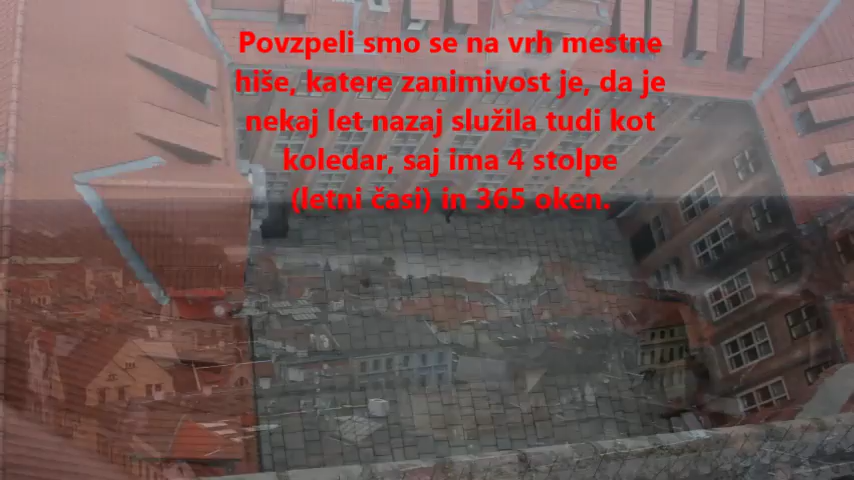 Povzpeli smo se na vrh mestne
hiše, katere zanimivost je, da je
nekaj let nazaj služila tudi kot
koledar, saj ima 4 stolpe
(letni časi) in 365 oken.